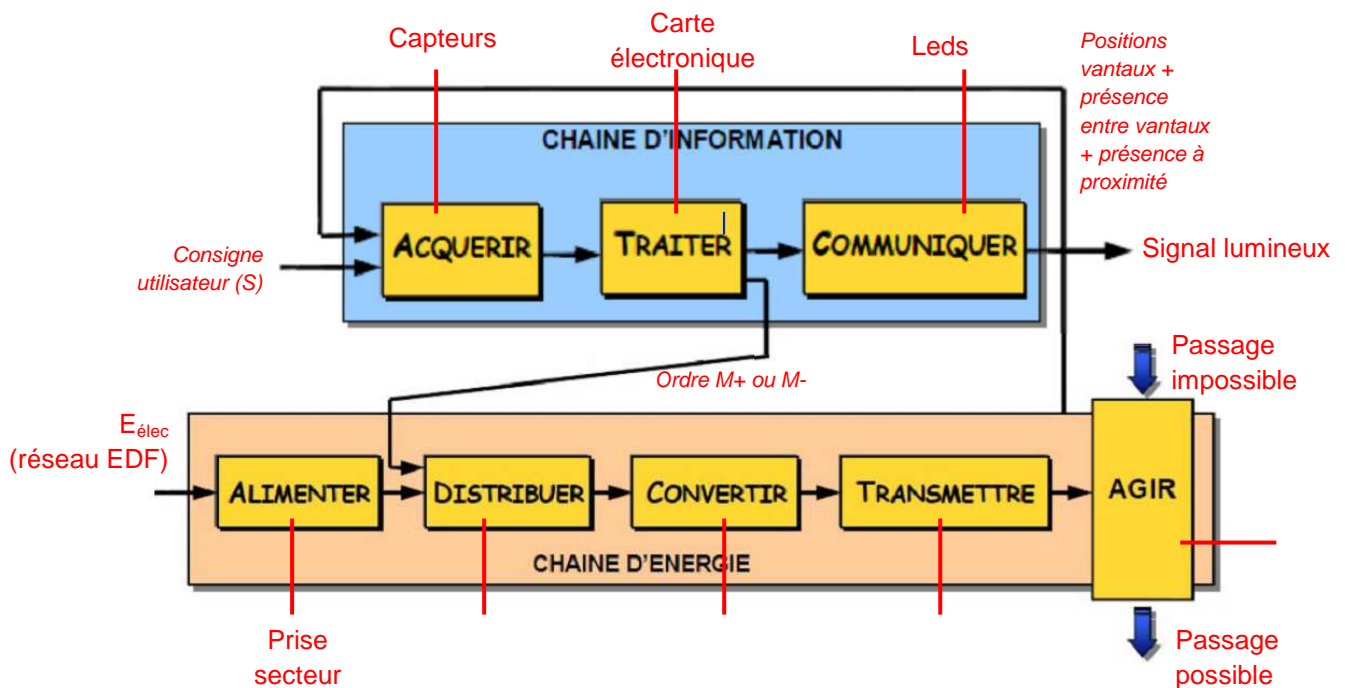 Capteurs
Carte
électronique
Leds
Positions
vantaux +
présence
entre vantaux
+ présence à
proximité
CHAINE D'INFORMATION
ACQUERIR
TRAITER
COMMUNIQUER
Consigne
utilisateur (S)
Signal lumineux
Ordre M+ ou M-
Passage
impossible
Eélec
(réseau EDF)
ALIMENTER
DISTRIBUER
CONVERTIR
TRANSMETTRE
AGIR
CHAINE D'ENERGIE
Prise
secteur
Passage
possible